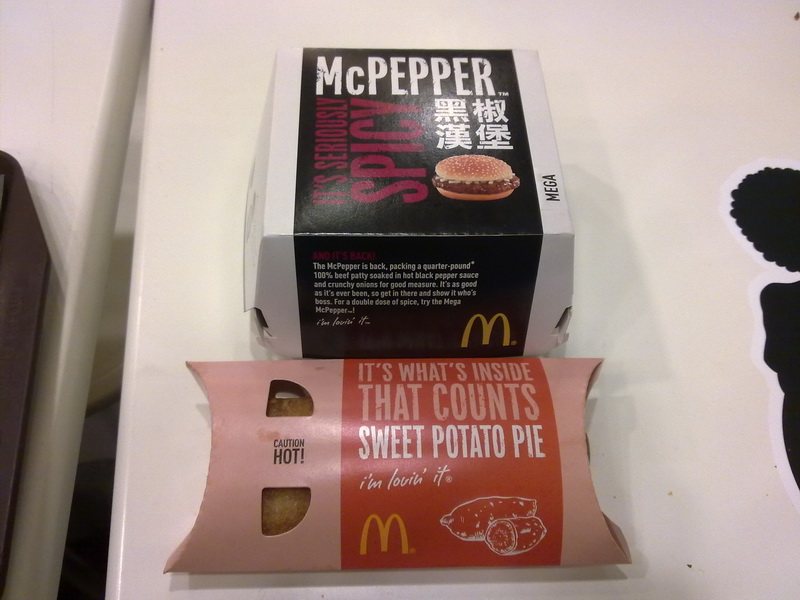 McPEPPER™
IT'S SERIOUSLY
SPICY
黑椒
漢堡
MEGA
AND IT'S BACK!
The McPepper is back, packing a quarter-pound*
100% beef patty soaked in hot black pepper sauce
and crunchy onions for good measure. It's as good
as it's ever been, so get in there and show it who's
boss. For a double dose of spice, try the Mega
McPepper™!
i'm lovin' it™
IT'S WHAT'S INSIDE
THAT COUNTS
SWEET POTATO PIE
i'm lovin' it®
CAUTION
HOT!